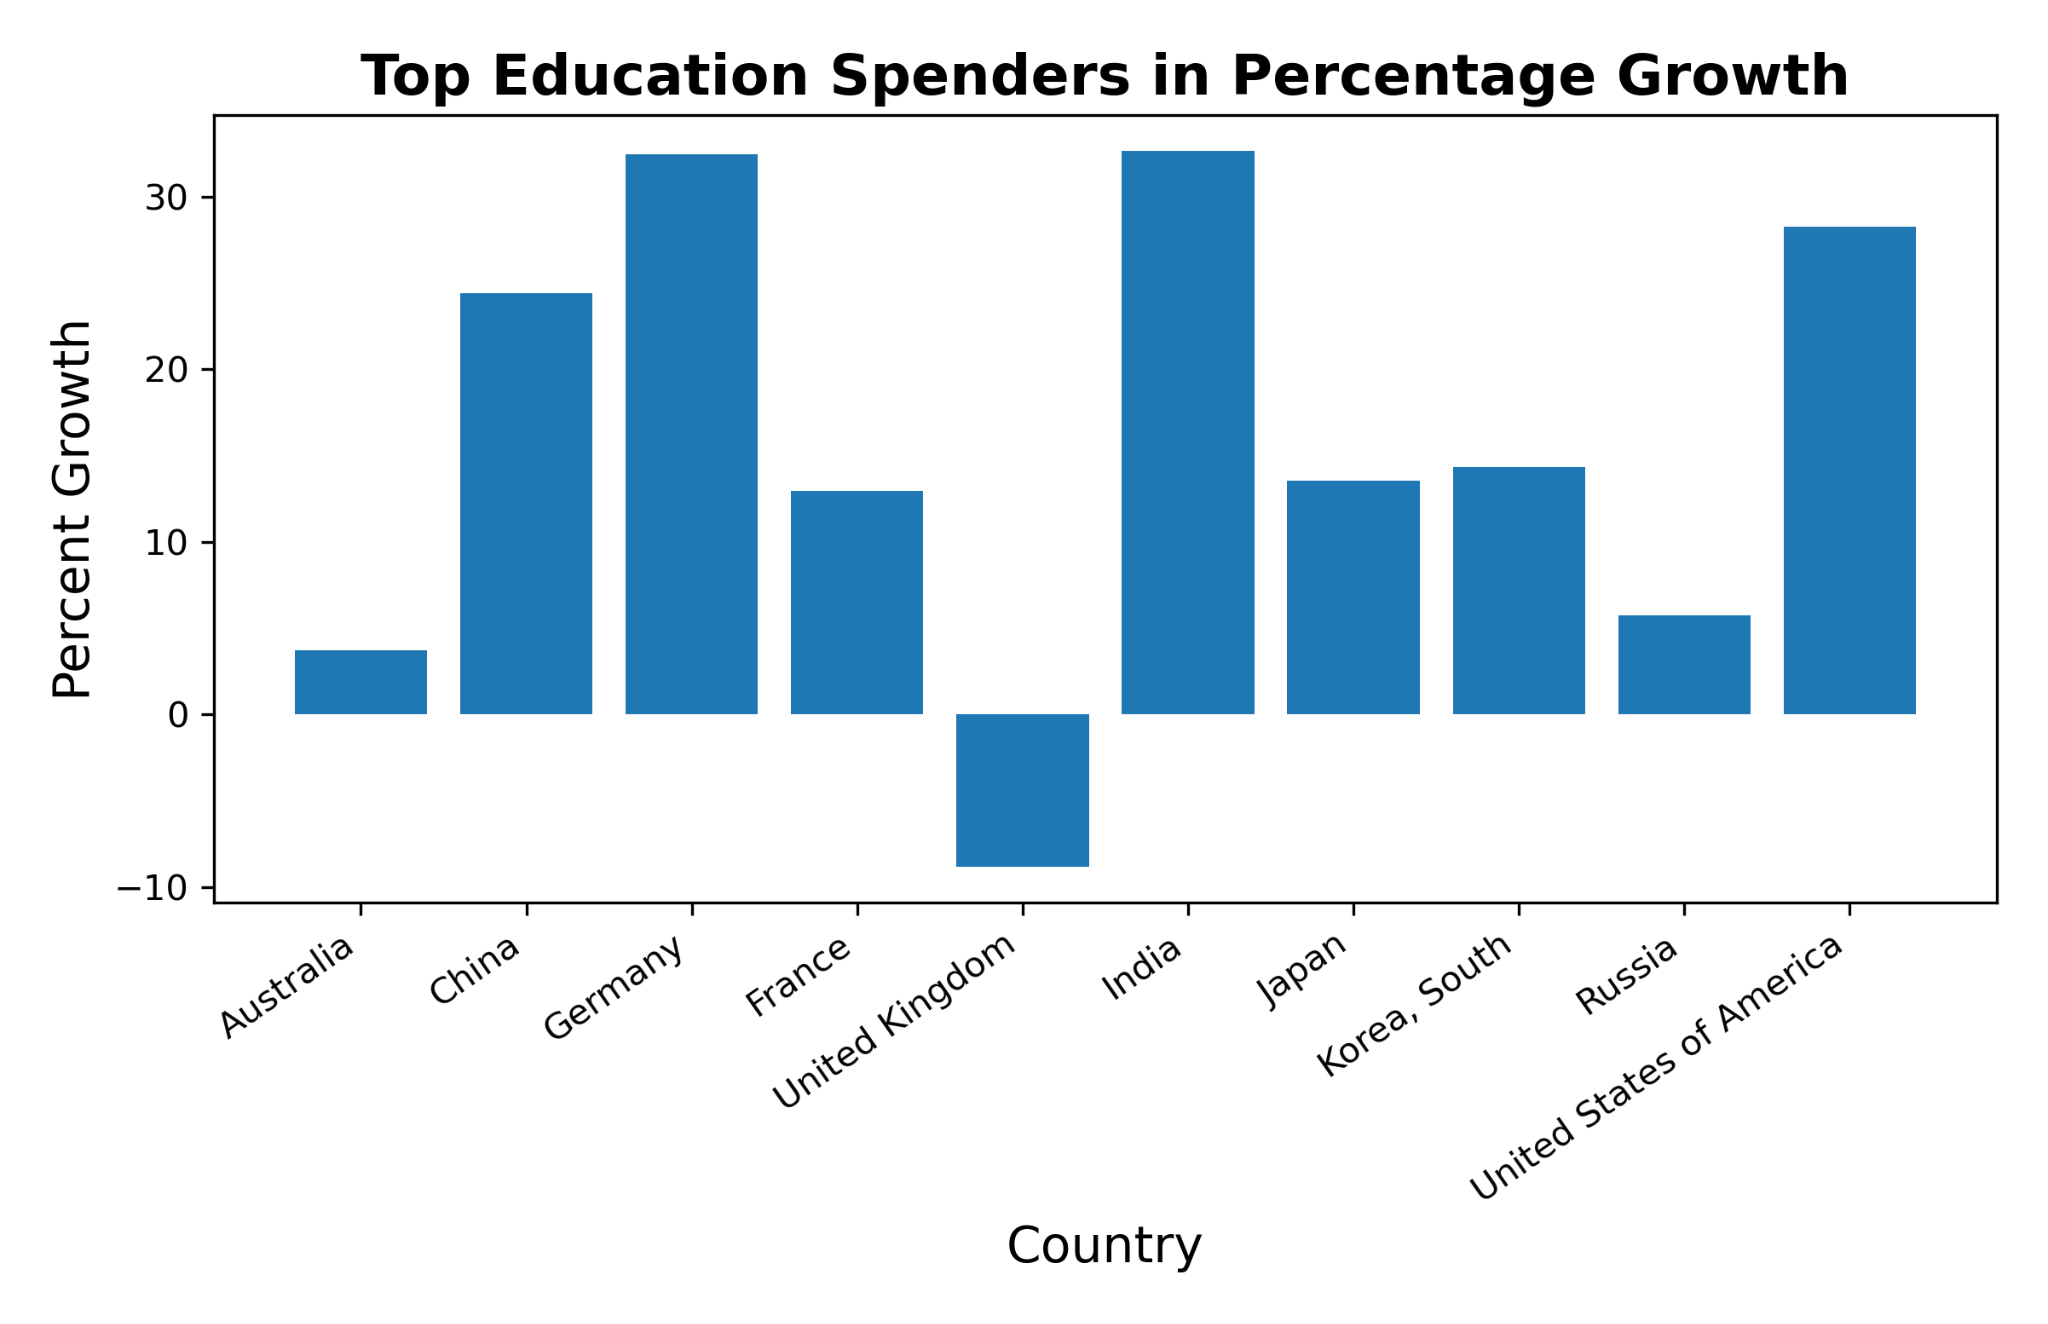 Top Education Spenders in Percentage Growth
Percent Growth
30
20
10
0
−10
Australia
China
Germany
France
United Kingdom
India
Japan
Korea, South
Russia
United States of America
Country